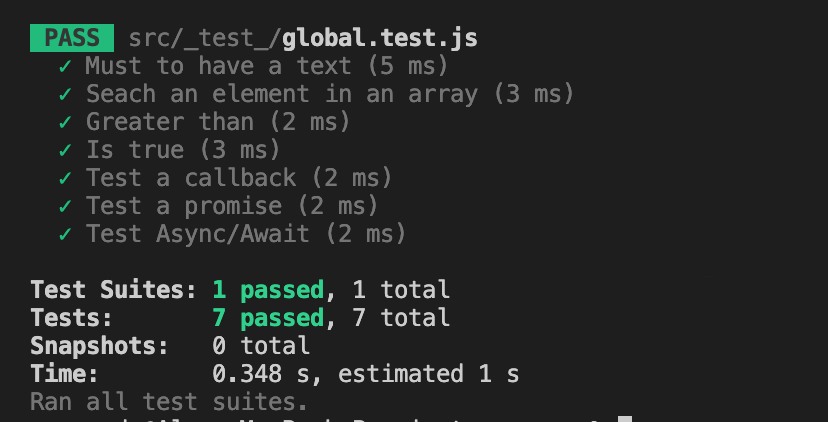 PASS src/_test_/global.test.js
✓ Must to have a text (5 ms)
✓ Seach an element in an array (3 ms)
✓ Greater than (2 ms)
✓ Is true (3 ms)
✓ Test a callback (2 ms)
✓ Test a promise (2 ms)
✓ Test Async/Await (2 ms)
Test Suites: 1 passed, 1 total
Tests: 7 passed, 7 total
Snapshots: 0 total
Time: 0.348 s, estimated 1 s
Ran all test suites.